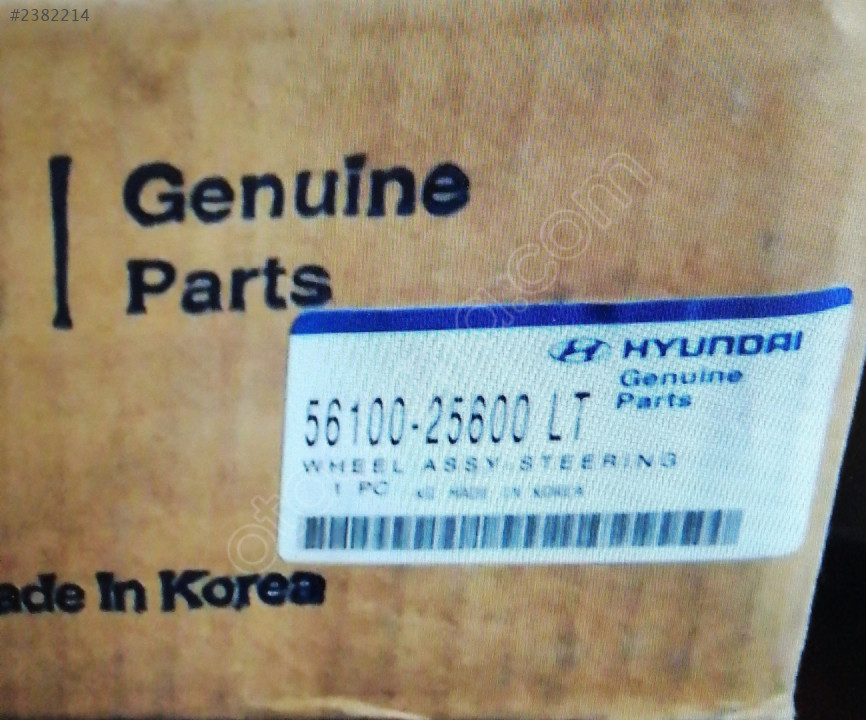 #2382214
Genuine
Parts
HYUNDAI
Genuine
Parts
56100-25600 LT
WHEEL ASSY-STEERING
1 PC KG MADE IN KOREA
ade In Korea